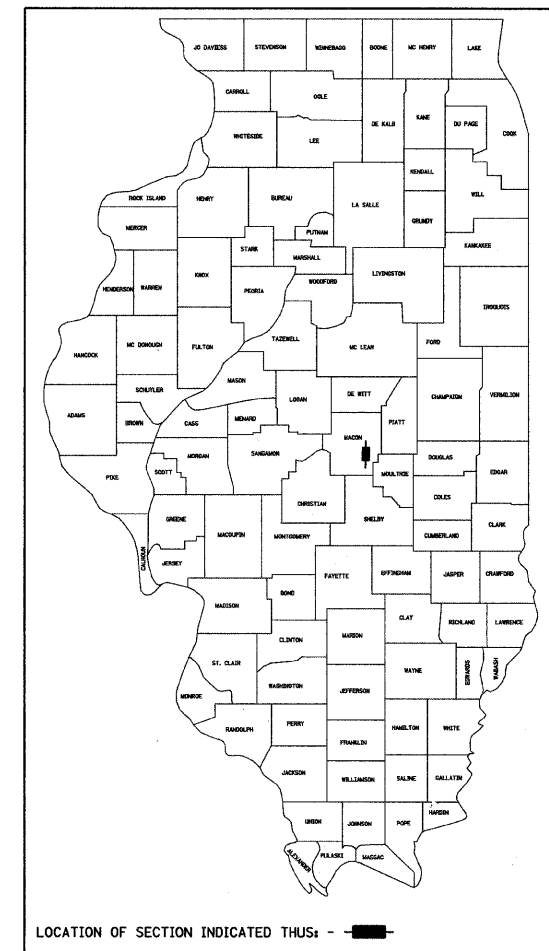 JO DAVIESS STEVENSON WINNEBAGO BOONE MC HENRY LAKE
CARROLL OGLE DE KALB KANE DU PAGE COOK
WHITESIDE LEE
KENDALL WILL
ROCK ISLAND HENRY BUREAU LA SALLE GRUNDY
MERCER PUTNAM KANKAKEE
STARK MARSHALL
HENDERSON WARREN KNOX PEORIA WOODFORD LIVINGSTON IROQUOIS
HANCOCK MC DONOUGH FULTON TAZEWELL MC LEAN FORD
SCHUYLER MASON LOGAN DE WITT CHAMPAIGN VERMILION
ADAMS BROWN CASS MENARD PIATT
MACON
MORGAN SANGAMON MOULTRIE DOUGLAS EDGAR
PIKE SCOTT COLES
CHRISTIAN SHELBY
GREENE MACOUPIN MONTGOMERY CUMBERLAND CLARK
CALHOUN JERSEY
FAYETTE EFFINGHAM JASPER CRAWFORD
MADISON BOND
CLAY RICHLAND LAWRENCE
CLINTON MARION
ST. CLAIR WAYNE EDWARDS WABASH
WASHINGTON JEFFERSON
MONROE
RANDOLPH PERRY HAMILTON WHITE
FRANKLIN
JACKSON WILLIAMSON SALINE GALLATIN
UNION JOHNSON POPE HARDIN
ALEXANDER PULASKI MASSAC
LOCATION OF SECTION INDICATED THUS: -